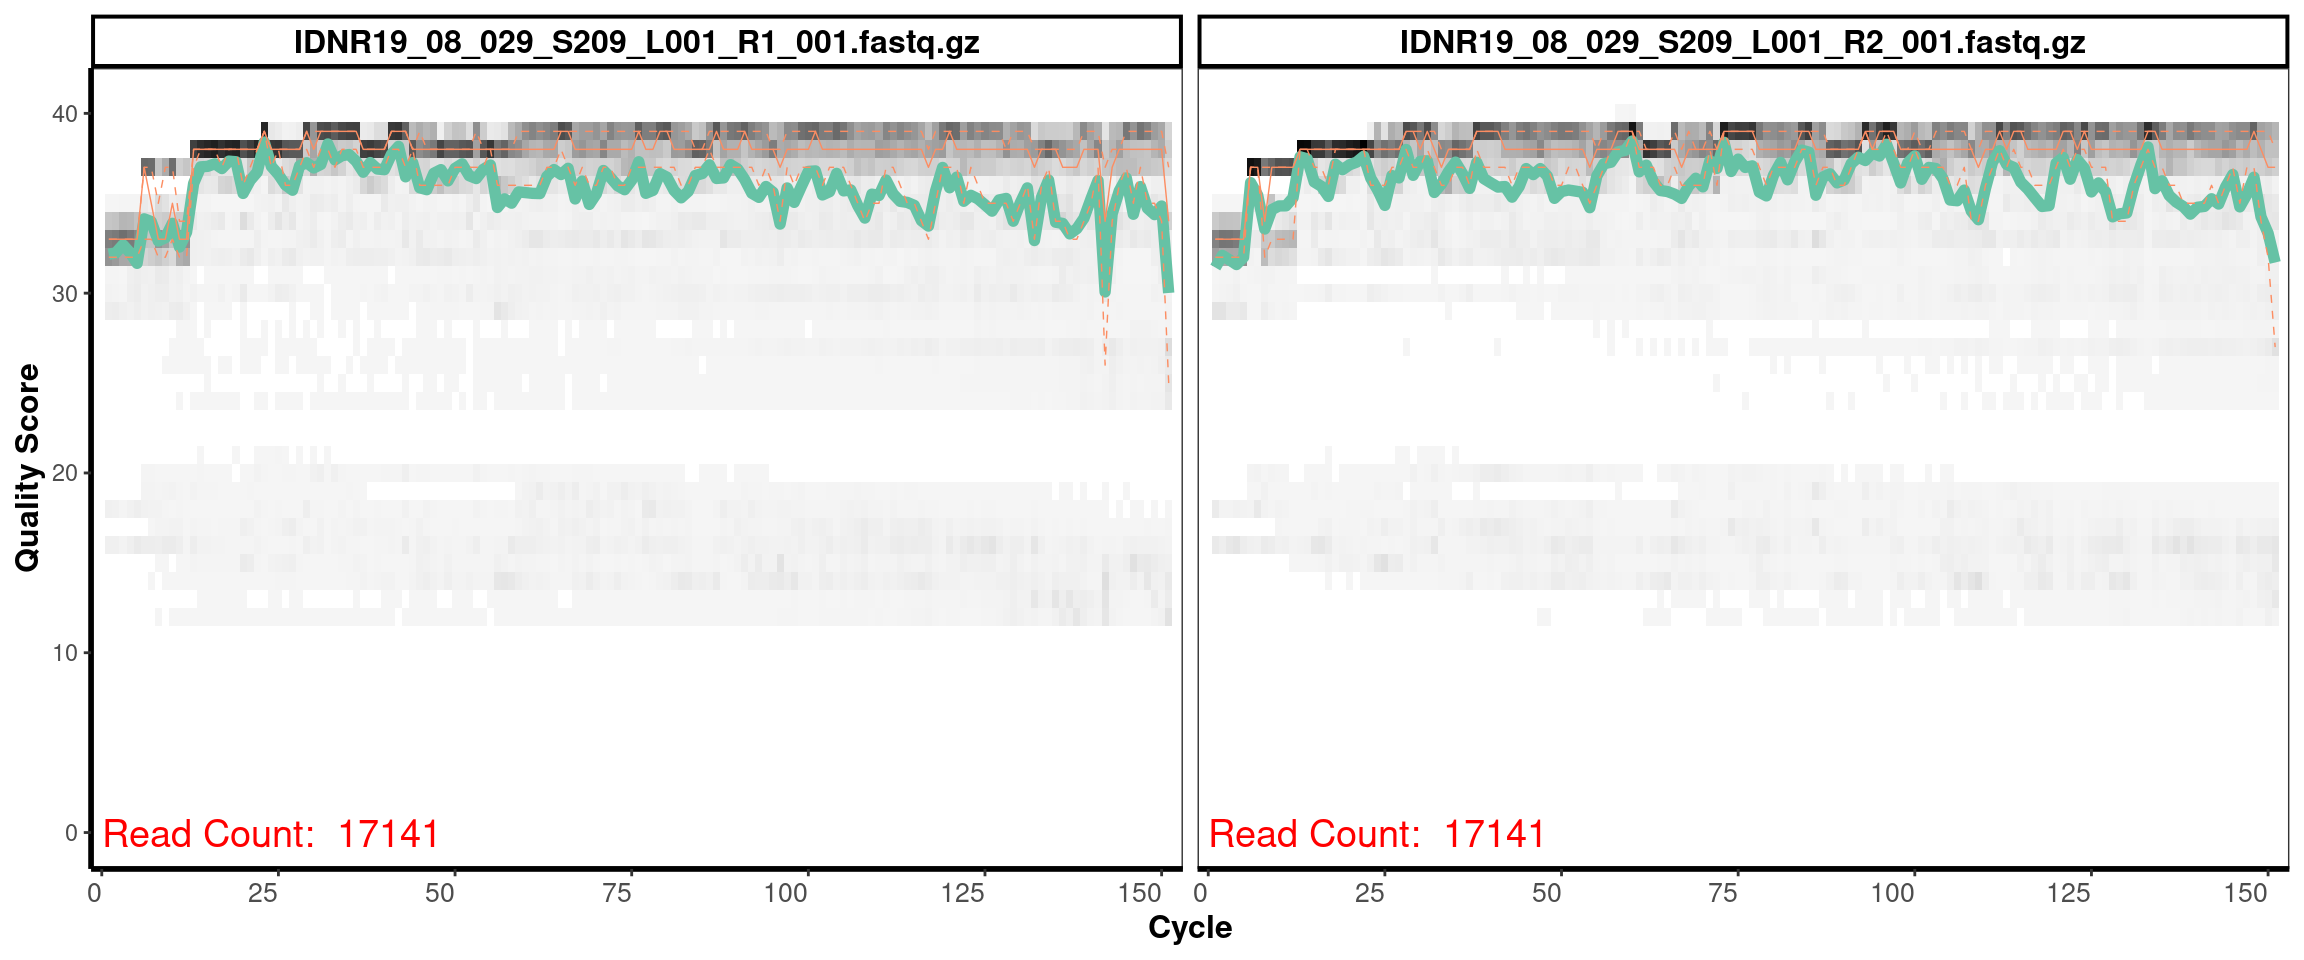 IDNR19_08_029_S209_L001_R1_001.fastq.gz
IDNR19_08_029_S209_L001_R2_001.fastq.gz
Quality Score
40
30
20
10
0
Read Count: 17141
Read Count: 17141
0 25 50 75 100 125 150
0 25 50 75 100 125 150
Cycle